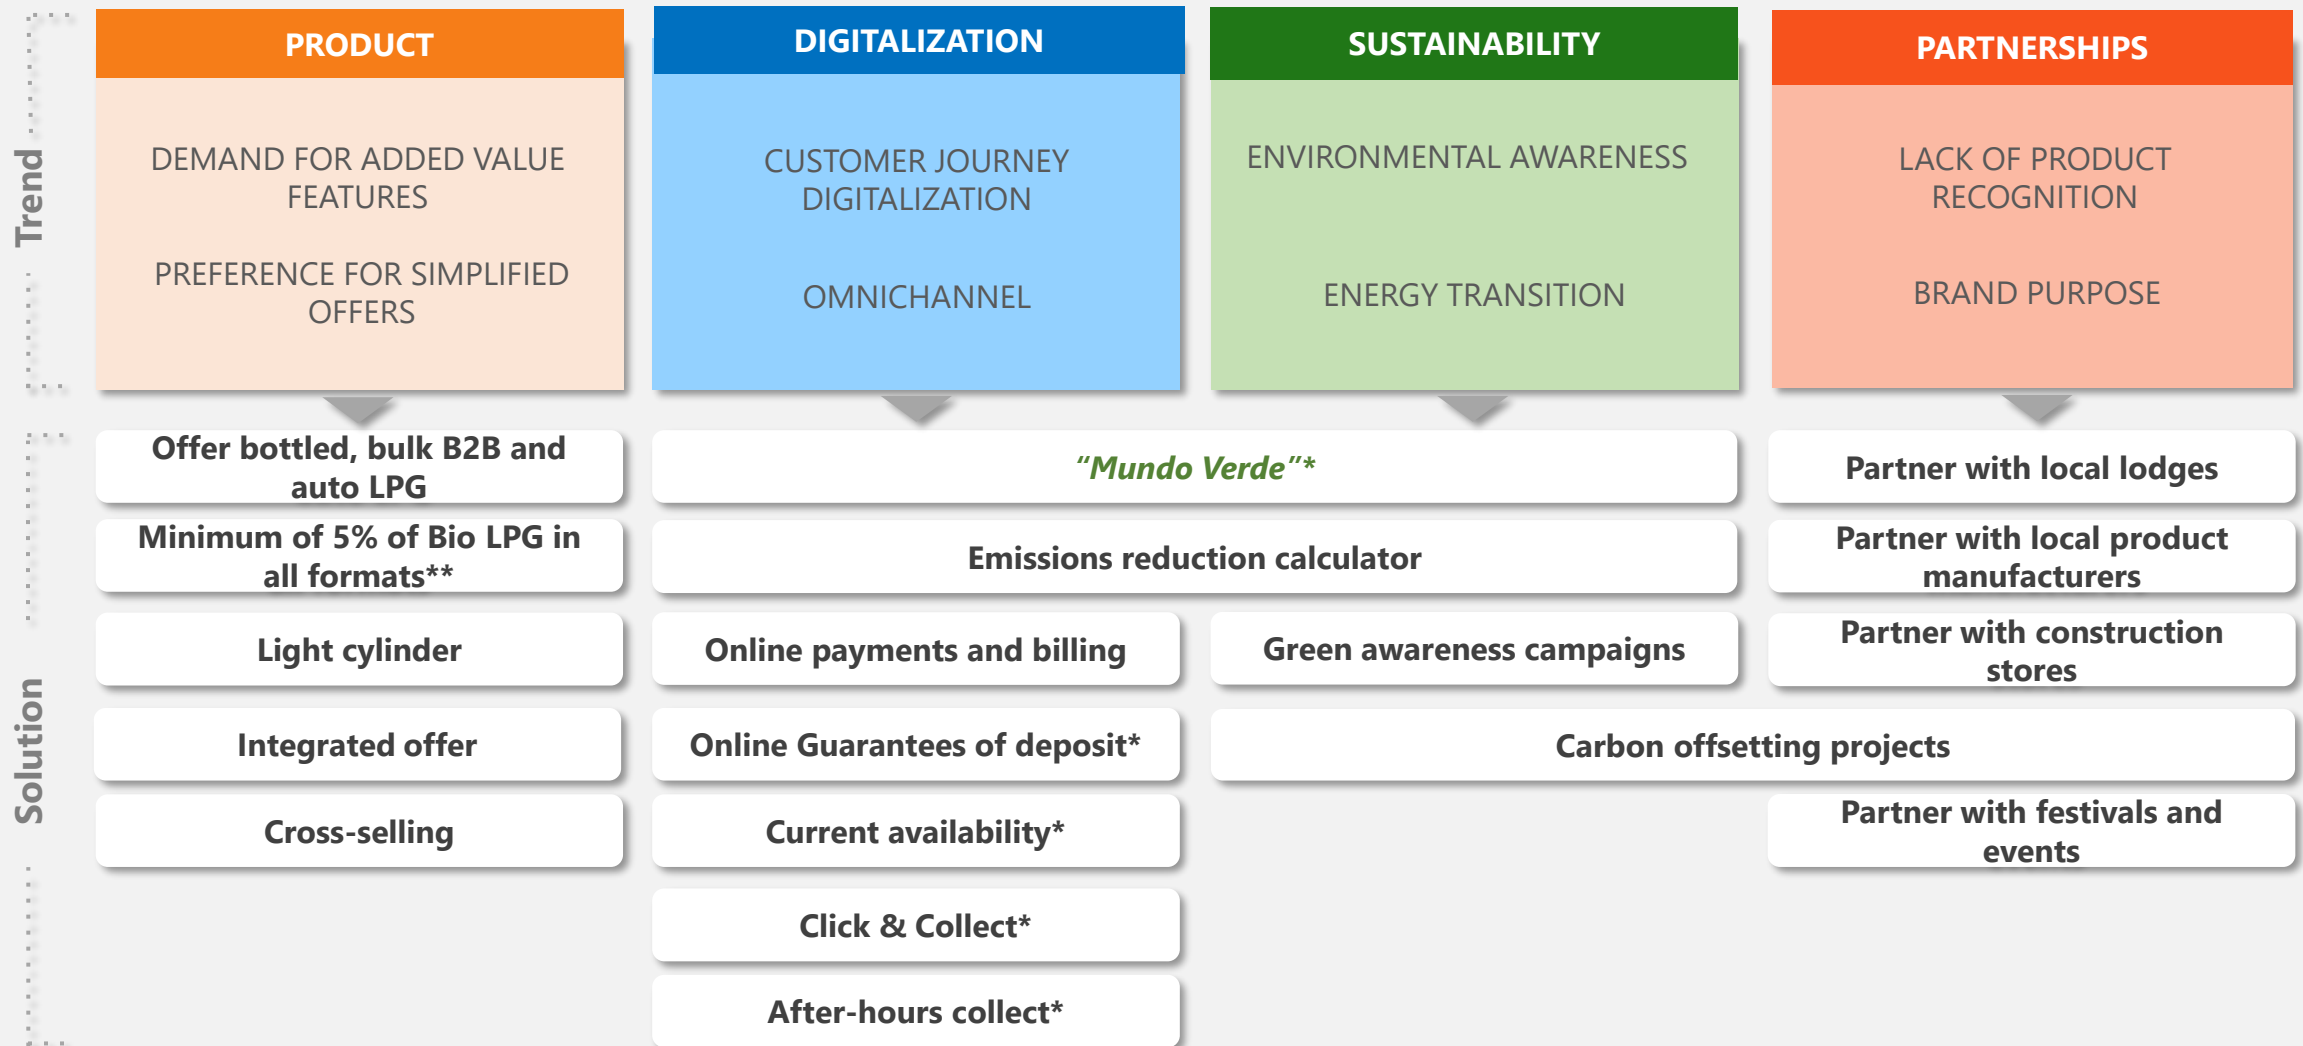 Trend
PRODUCT
DEMAND FOR ADDED VALUE
FEATURES
PREFERENCE FOR SIMPLIFIED
OFFERS
DIGITALIZATION
CUSTOMER JOURNEY
DIGITALIZATION
OMNICHANNEL
SUSTAINABILITY
ENVIRONMENTAL AWARENESS
ENERGY TRANSITION
PARTNERSHIPS
LACK OF PRODUCT
RECOGNITION
BRAND PURPOSE
Solution
Offer bottled, bulk B2B and
auto LPG
Minimum of 5% of Bio LPG in
all formats**
Light cylinder
Integrated offer
Cross-selling
“Mundo Verde”*
Emissions reduction calculator
Online payments and billing
Online Guarantees of deposit*
Current availability*
Click & Collect*
After-hours collect*
Green awareness campaigns
Carbon offsetting projects
Partner with local lodges
Partner with local product
manufacturers
Partner with construction
stores
Partner with festivals and
events